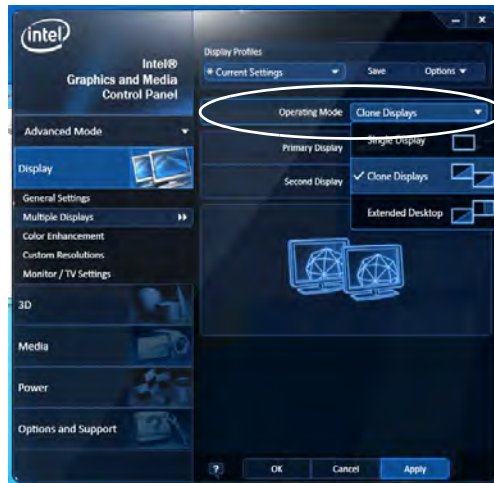 intel
Intel®
Graphics and Media
Control Panel
Advanced Mode
Display
General Settings
Multiple Displays
Color Enhancement
Custom Resolutions
Monitor / TV Settings
3D
Media
Power
Options and Support
Display Profiles
* Current Settings
Save
Options
Operating Mode
Clone Displays
Primary Display
Single Display
Second Display
✓ Clone Displays
Extended Desktop
?
OK
Cancel
Apply